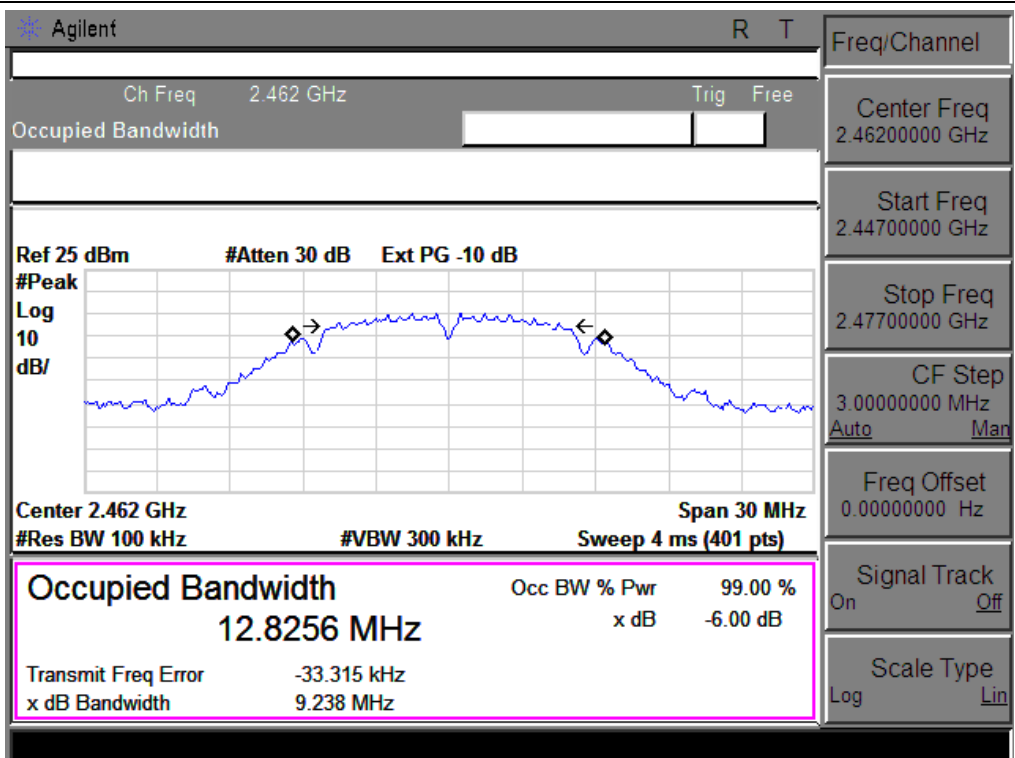 Agilent R T
Ch Freq 2.462 GHz Trig Free
Occupied Bandwidth
Ref 25 dBm #Atten 30 dB Ext PG -10 dB
#Peak
Log
10
dB/
Center 2.462 GHz Span 30 MHz
#Res BW 100 kHz #VBW 300 kHz Sweep 4 ms (401 pts)
Occupied Bandwidth Occ BW % Pwr 99.00 %
12.8256 MHz x dB -6.00 dB
Transmit Freq Error -33.315 kHz
x dB Bandwidth 9.238 MHz
Freq/Channel
Center Freq
2.46200000 GHz
Start Freq
2.44700000 GHz
Stop Freq
2.47700000 GHz
CF Step
3.00000000 MHz
Auto Man
Freq Offset
0.00000000 Hz
Signal Track
On Off
Scale Type
Log Lin